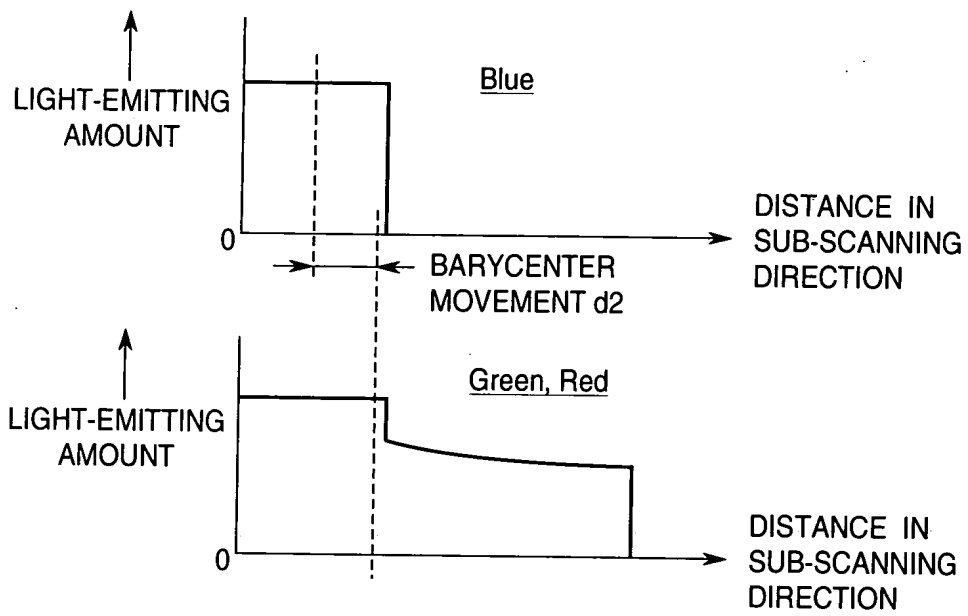 Blue
LIGHT-EMITTING
AMOUNT
0
DISTANCE IN
SUB-SCANNING
DIRECTION
BARYCENTER
MOVEMENT d2
Green, Red
LIGHT-EMITTING
AMOUNT
0
DISTANCE IN
SUB-SCANNING
DIRECTION